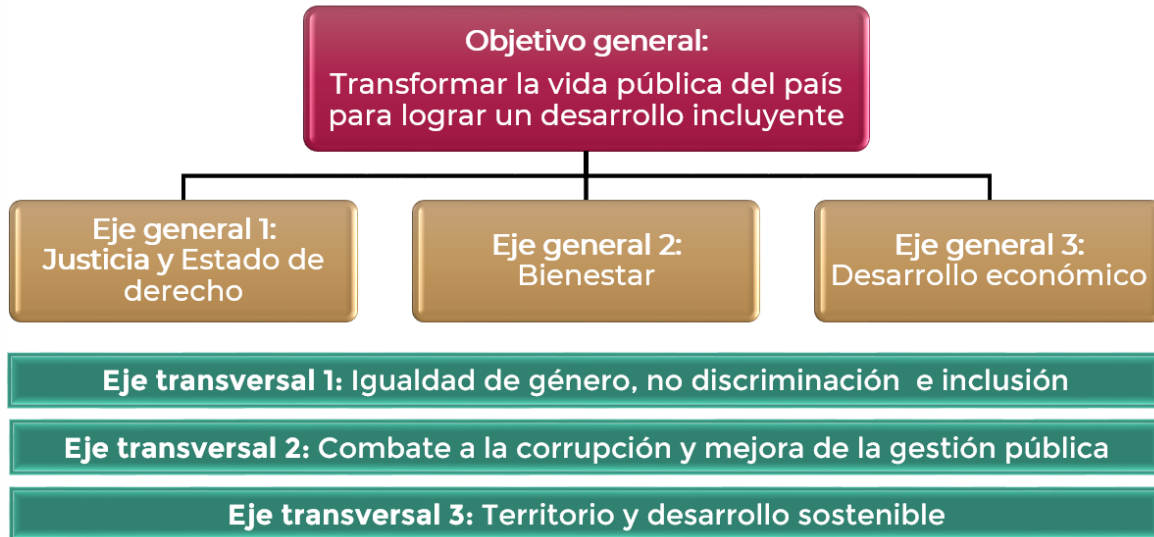 Objetivo general:
Transformar la vida pública del país
para lograr un desarrollo incluyente
Eje general 1:
Justicia y Estado de
derecho
Eje general 2:
Bienestar
Eje general 3:
Desarrollo económico
Eje transversal 1: Igualdad de género, no discriminación  e inclusión
Eje transversal 2: Combate a la corrupción y mejora de la gestión pública
Eje transversal 3: Territorio y desarrollo sostenible